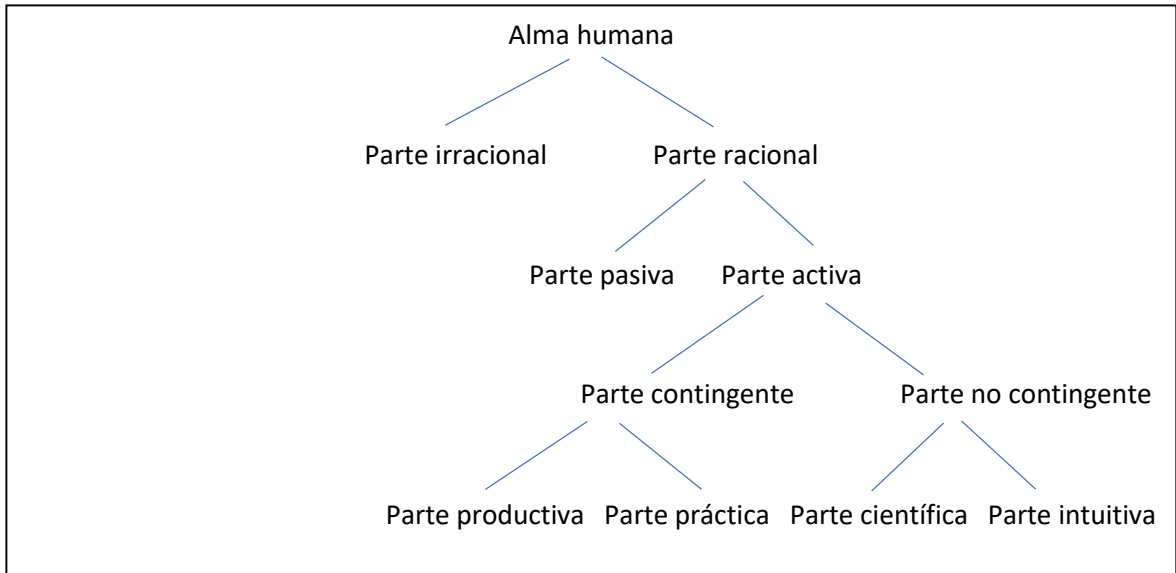 Alma humana
Parte irracional Parte racional
Parte pasiva Parte activa
Parte contingente Parte no contingente
Parte productiva Parte práctica Parte científica Parte intuitiva